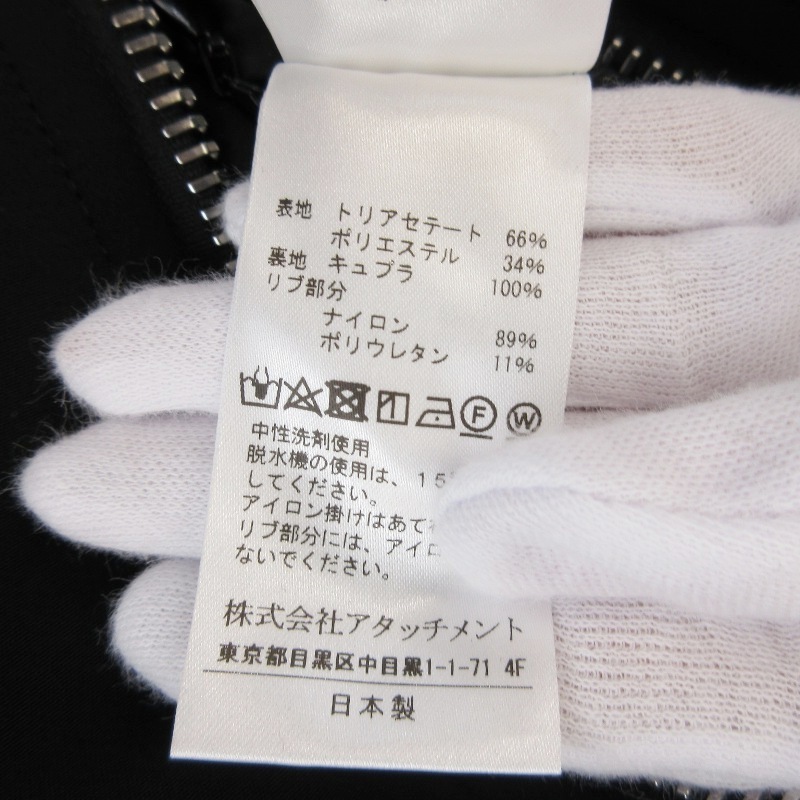 表地 トリアセテート 66%
ポリエステル 34%
裏地 キュプラ 100%
リブ部分
ナイロン 89%
ポリウレタン 11%
F W
中性洗剤使用
脱水機の使用は、15
してください。
アイロン掛けはあて
リブ部分には、アイロ
ないでください。
株式会社アタッチメント
東京都目黒区中目黒1-1-71 4F
日本製